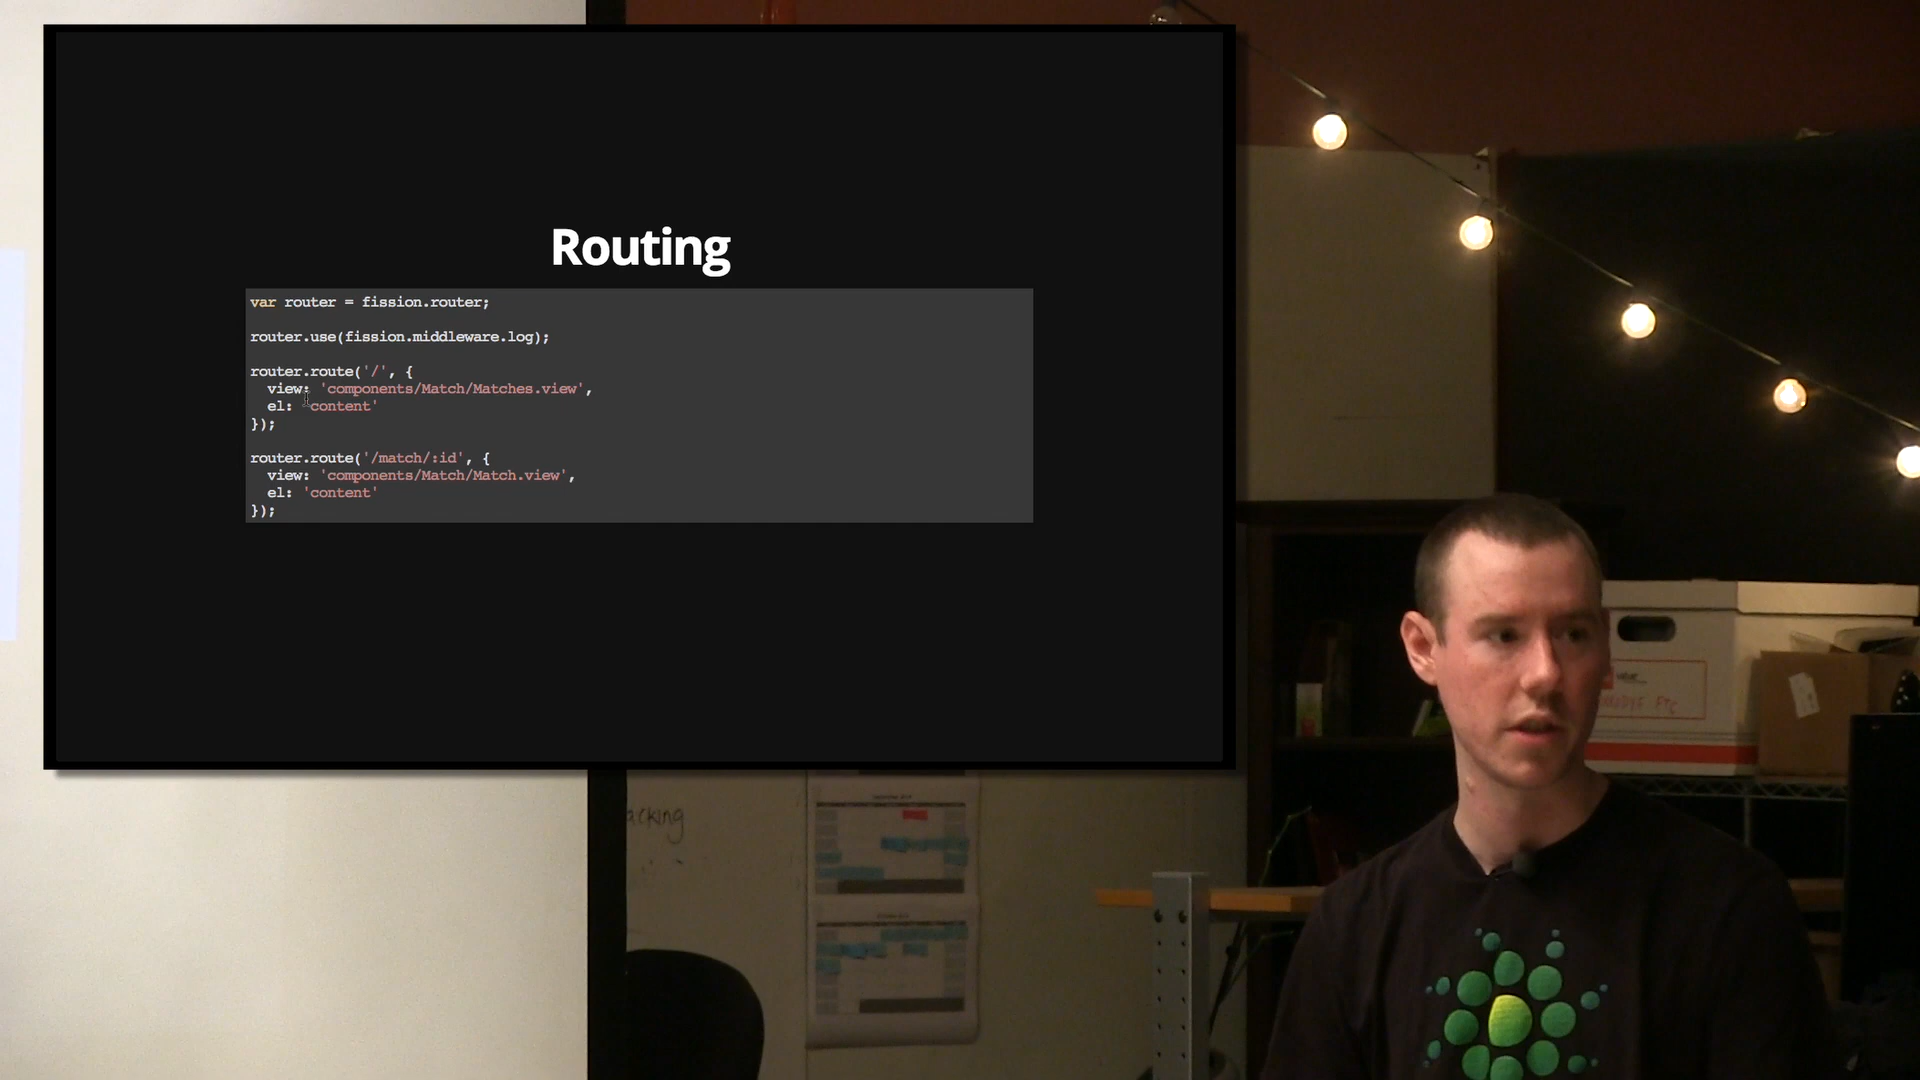 Routing
var router = fission.router;
router.use(fission.middleware.log);
router.route('/', {
view: 'components/Match/Matches.view',
el: 'content'
});
router.route('/match/:id', {
view: 'components/Match/Match.view',
el: 'content'
});
acking